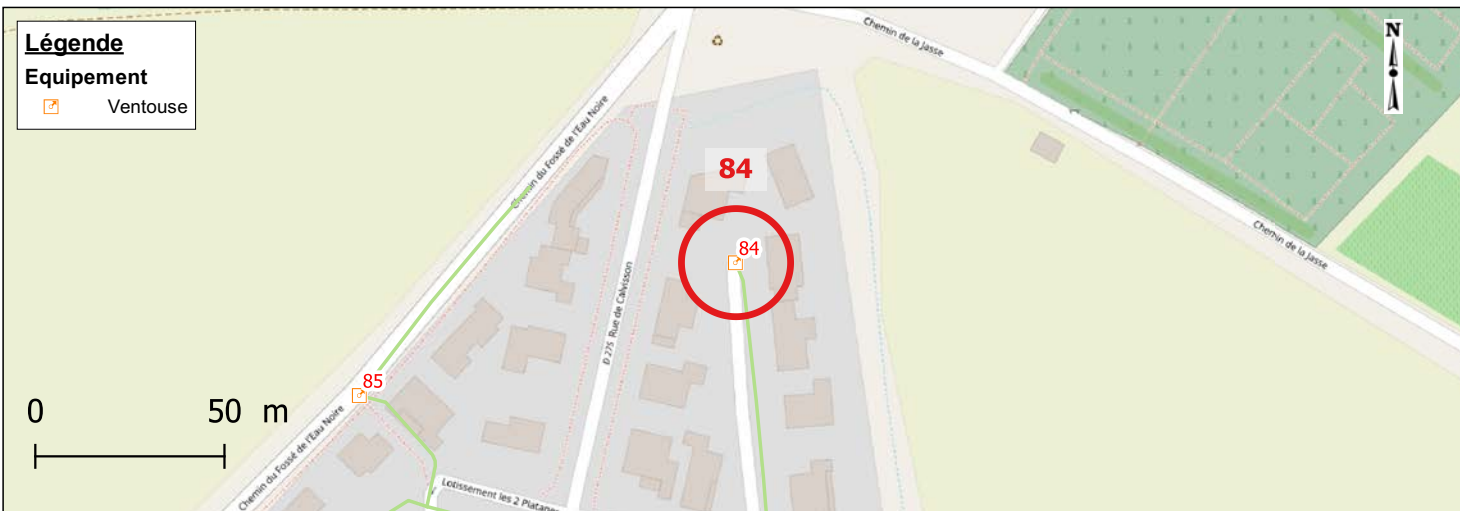 Légende
Equipement
Ventouse
Chemin de la Jasse
N
Chemin du Fossé de l'Eau Noire
84
84
Chemin de la Jasse
D 275 Rue de Calvisson
85
0 50 m
Chemin du Fossé de l'Eau Noire
Lotissement les 2 Platanes